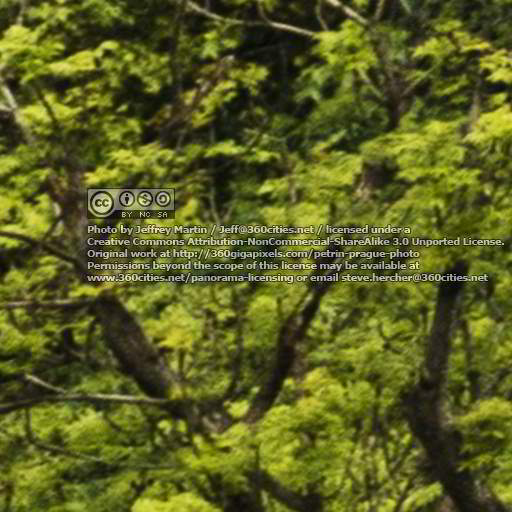 cc
BY NC SA
Photo by Jeffrey Martin / Jeff@360cities.net / licensed under a
Creative Commons Attribution-NonCommercial-ShareAlike 3.0 Unported License.
Original work at http://360gigapixels.com/petrin-prague-photo
Permissions beyond the scope of this license may be available at
www.360cities.net/panorama-licensing or email steve.hercher@360cities.net